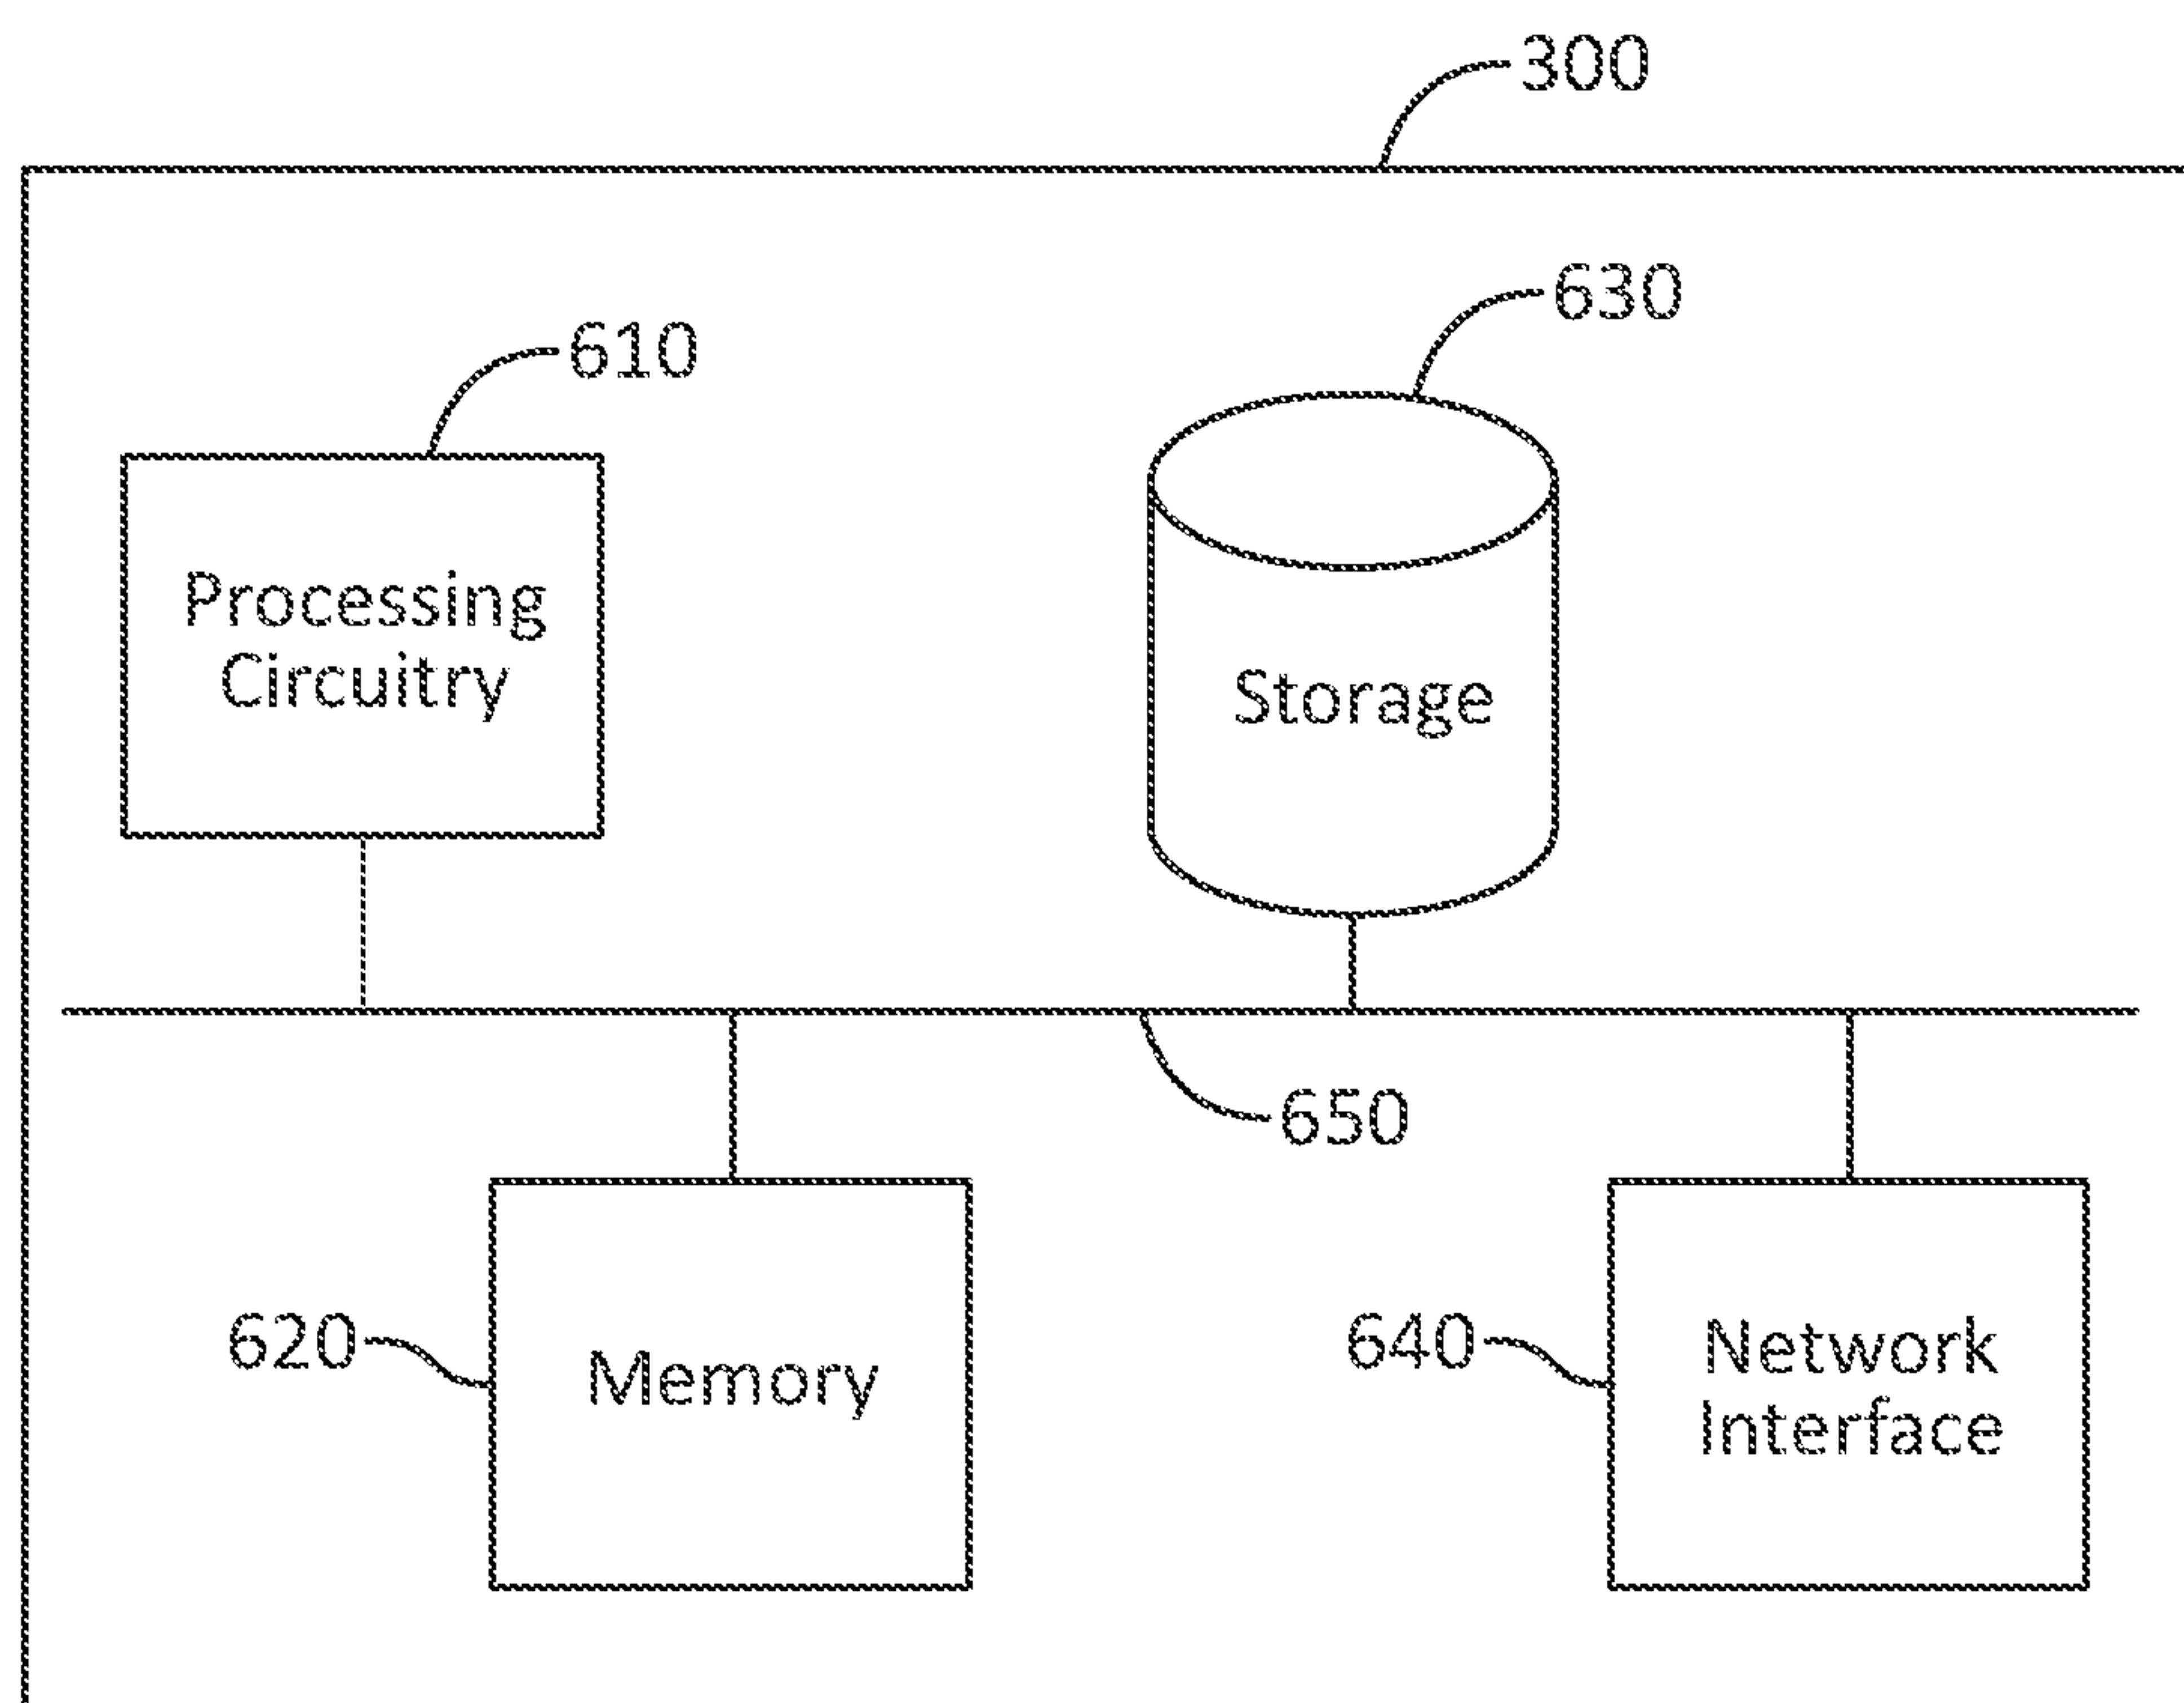 300
630
610
Processing
Circuitry
Storage
650
620
Memory
640
Network
Interface